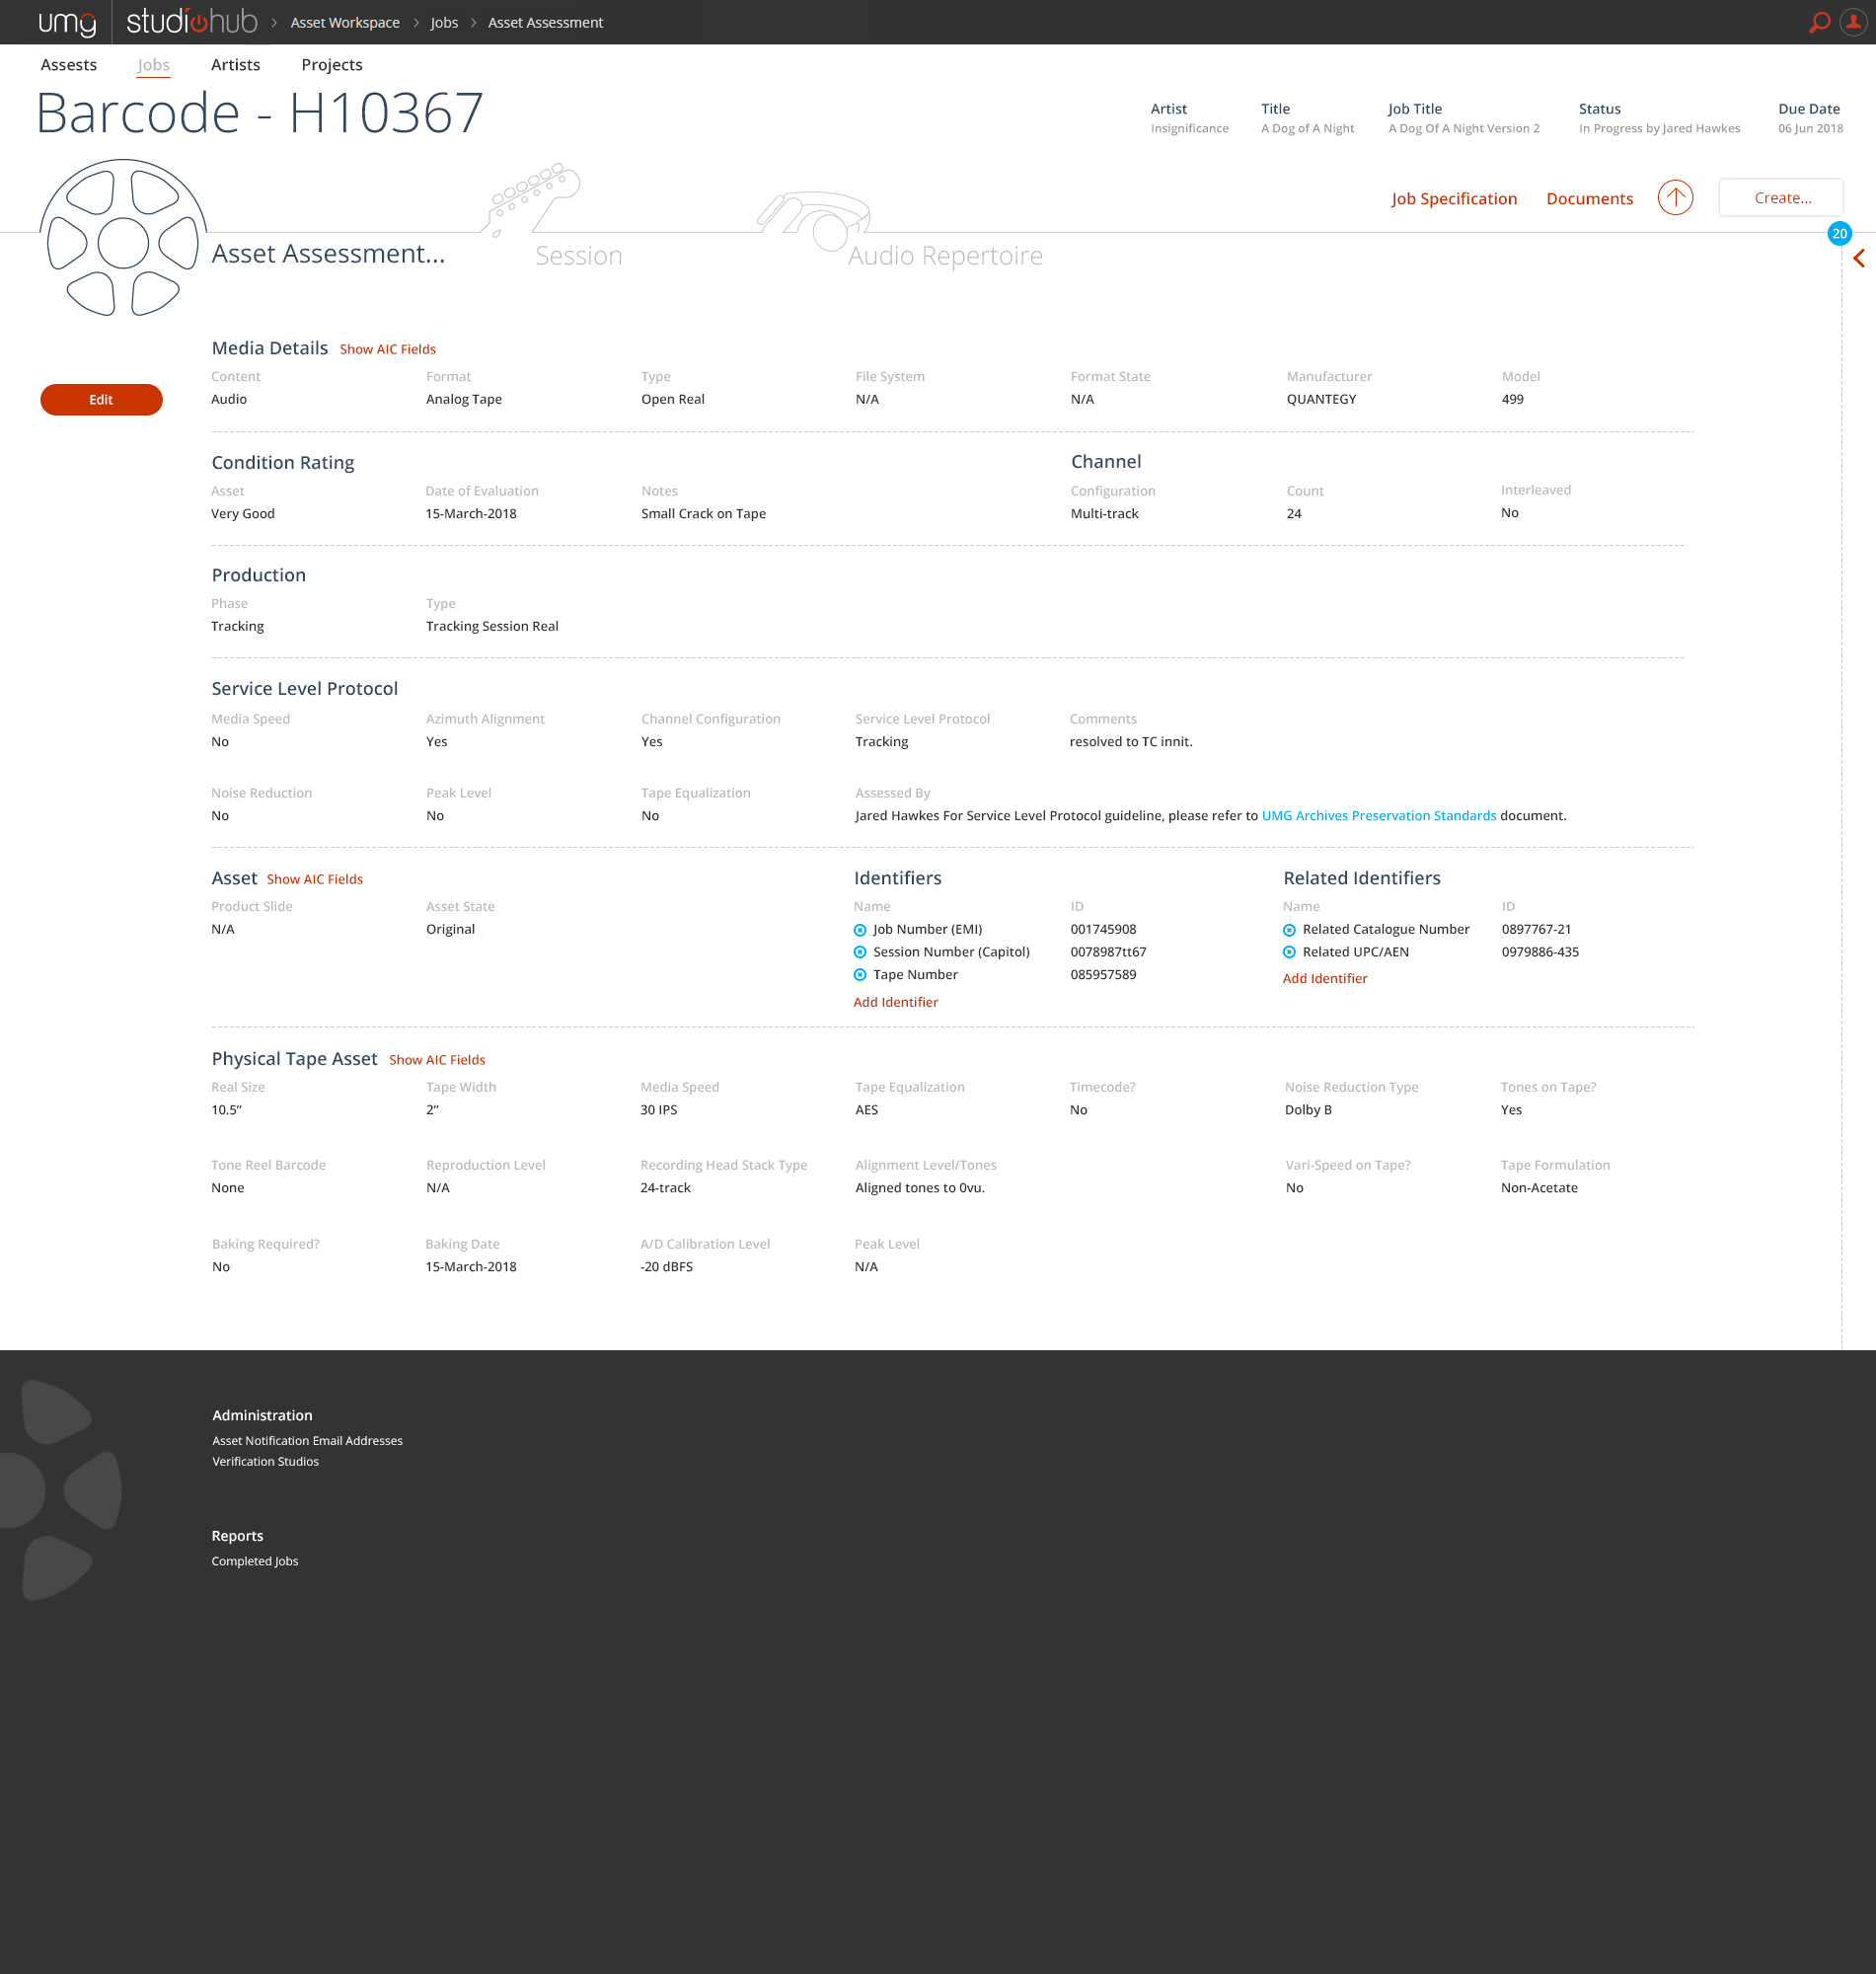 umg studiohub > Asset Workspace > Jobs > Asset Assessment
Assests Jobs Artists Projects
Barcode - H10367
Artist Title Job Title Status Due Date
Insignificance A Dog of A Night A Dog Of A Night Version 2 In Progress by Jared Hawkes 06 Jun 2018
Job Specification Documents Create...
20
Asset Assessment... Session Audio Repertoire
Media Details Show AIC Fields
Content Format Type File System Format State Manufacturer Model
Edit
Audio Analog Tape Open Real N/A N/A QUANTEGY 499
Condition Rating Channel
Asset Date of Evaluation Notes Configuration Count Interleaved
Very Good 15-March-2018 Small Crack on Tape Multi-track 24 No
Production
Phase Type
Tracking Tracking Session Real
Service Level Protocol
Media Speed Azimuth Alignment Channel Configuration Service Level Protocol Comments
No Yes Yes Tracking resolved to TC innit.
Noise Reduction Peak Level Tape Equalization Assessed By
No No No Jared Hawkes For Service Level Protocol guideline, please refer to UMG Archives Preservation Standards document.
Asset Show AIC Fields Identifiers Related Identifiers
Product Slide Asset State Name ID Name ID
N/A Original Job Number (EMI) 001745908 Related Catalogue Number 0897767-21
Session Number (Capitol) 0078987tt67 Related UPC/AEN 0979886-435
Tape Number 085957589 Add Identifier
Add Identifier
Physical Tape Asset Show AIC Fields
Real Size Tape Width Media Speed Tape Equalization Timecode? Noise Reduction Type Tones on Tape?
10.5” 2” 30 IPS AES No Dolby B Yes
Tone Reel Barcode Reproduction Level Recording Head Stack Type Alignment Level/Tones Vari-Speed on Tape? Tape Formulation
None N/A 24-track Aligned tones to 0vu. No Non-Acetate
Baking Required? Baking Date A/D Calibration Level Peak Level
No 15-March-2018 -20 dBFS N/A
Administration
Asset Notification Email Addresses
Verification Studios
Reports
Completed Jobs